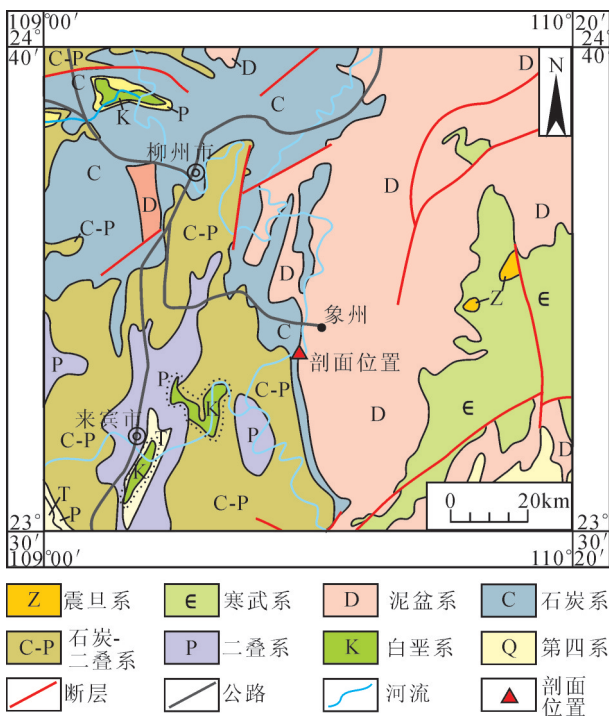 109°00′
110°20′
24°
40′
24°
40′
C-P
D
D
N
C
K
P
柳州市
C
D
D
C-P
C-P
D
D
Z
象州
C
剖面位置
Є
P
P
K
C-P
D
来宾市
T
Є
C-P
P
K
D
C-P
T
P
0 20km
23°
30′
23°
30′
109°00′
110°20′
Z 震旦系
Є 寒武系
D 泥盆系
C 石炭系
C-P 石炭-二叠系
P 二叠系
K 白垩系
Q 第四系
断层
公路
河流
剖面位置